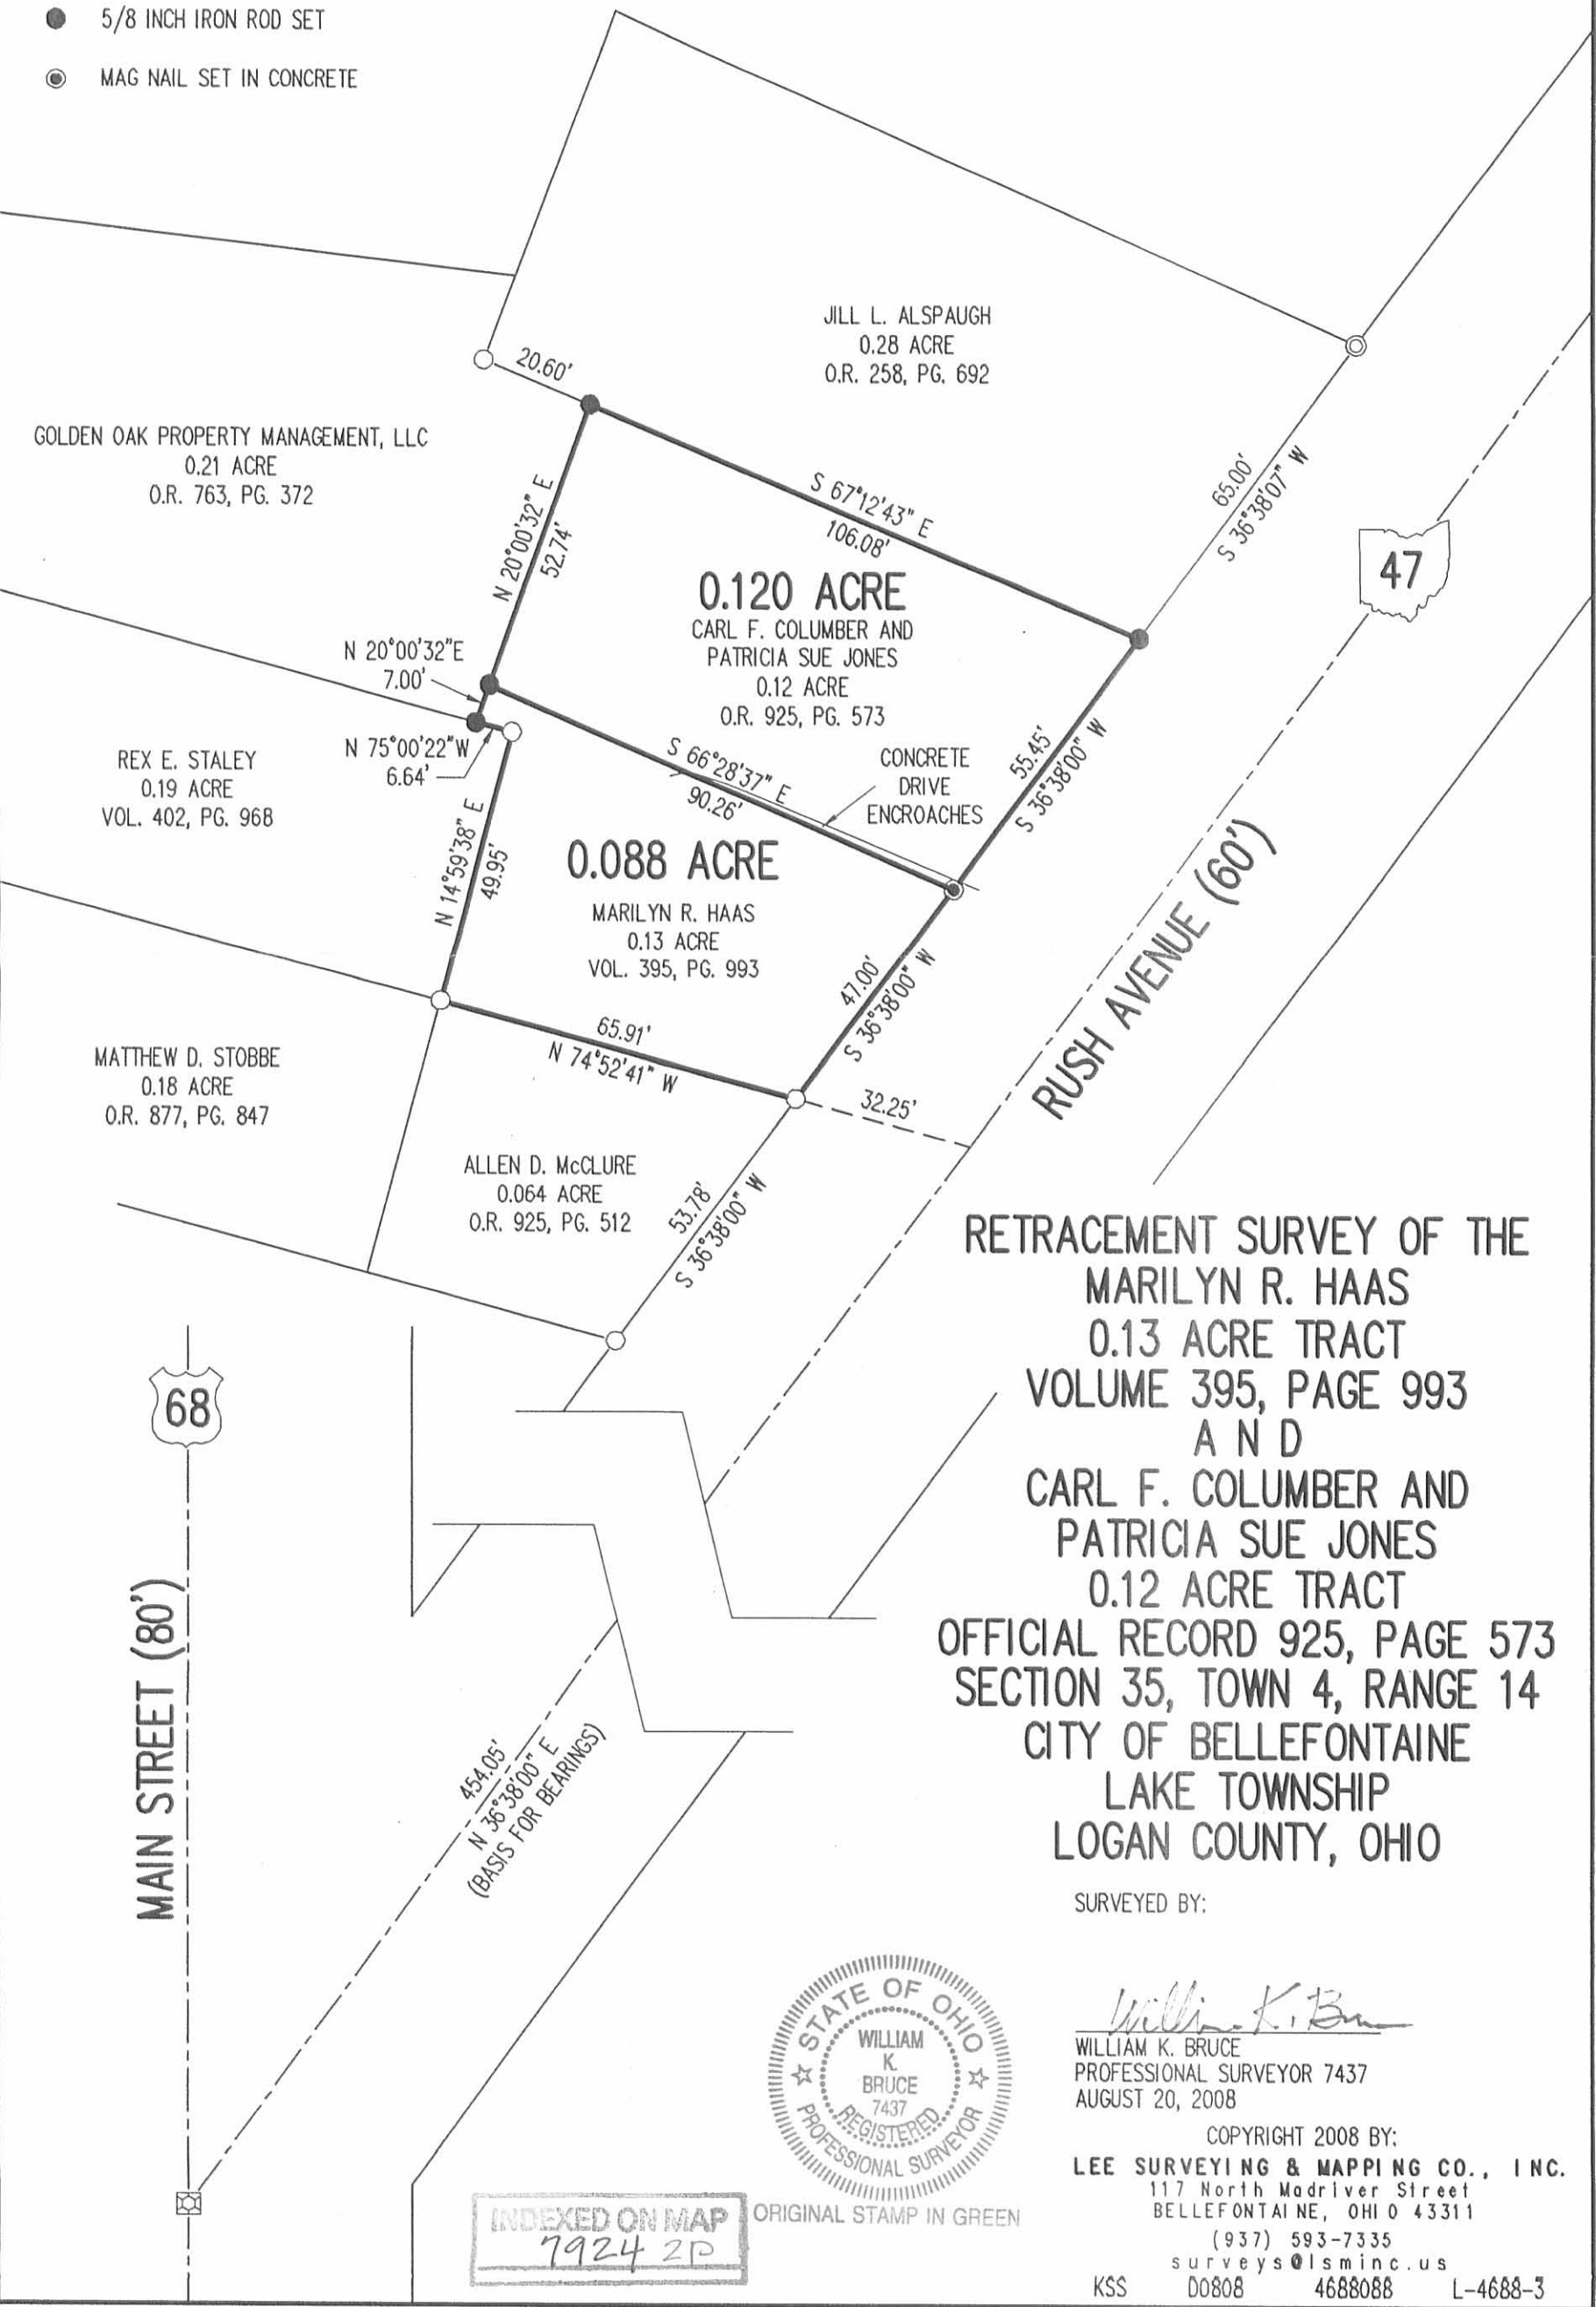 5/8 INCH IRON ROD SET
MAG NAIL SET IN CONCRETE
JILL L. ALSPAUGH
0.28 ACRE
O.R. 258, PG. 692
20.60'
GOLDEN OAK PROPERTY MANAGEMENT, LLC
0.21 ACRE
O.R. 763, PG. 372
65.00'
S 36°38'07" W
47
S 67°12'43" E
106.08'
N 20°00'32" E
52.74'
0.120 ACRE
CARL F. COLUMBER AND
PATRICIA SUE JONES
0.12 ACRE
O.R. 925, PG. 573
N 20°00'32"E
7.00'
N 75°00'22"W
6.64'
REX E. STALEY
0.19 ACRE
VOL. 402, PG. 968
S 66°28'37" E
90.26'
CONCRETE
DRIVE
ENCROACHES
55.45'
S 36°38'00" W
N 14°59'38" E
49.95'
0.088 ACRE
MARILYN R. HAAS
0.13 ACRE
VOL. 395, PG. 993
47.00'
S 36°38'00" W
RUSH AVENUE (60')
65.91'
N 74°52'41" W
32.25'
MATTHEW D. STOBBE
0.18 ACRE
O.R. 877, PG. 847
ALLEN D. McCLURE
0.064 ACRE
O.R. 925, PG. 512
53.78'
S 36°38'00" W
68
MAIN STREET (80')
454.05'
N 36°38'00" E
(BASIS FOR BEARINGS)
RETRACEMENT SURVEY OF THE
MARILYN R. HAAS
0.13 ACRE TRACT
VOLUME 395, PAGE 993
A N D
CARL F. COLUMBER AND
PATRICIA SUE JONES
0.12 ACRE TRACT
OFFICIAL RECORD 925, PAGE 573
SECTION 35, TOWN 4, RANGE 14
CITY OF BELLEFONTAINE
LAKE TOWNSHIP
LOGAN COUNTY, OHIO
SURVEYED BY:
William K. Bruce
WILLIAM K. BRUCE
PROFESSIONAL SURVEYOR 7437
AUGUST 20, 2008
STATE OF OHIO
WILLIAM
K.
BRUCE
7437
REGISTERED
PROFESSIONAL SURVEYOR
ORIGINAL STAMP IN GREEN
INDEXED ON MAP
7924 2P
COPYRIGHT 2008 BY:
LEE SURVEYING & MAPPING CO., INC.
117 North Madriver Street
BELLEFONTAINE, OHIO 43311
(937) 593-7335
surveys@lsminc.us
KSS D0808 4688088 L-4688-3